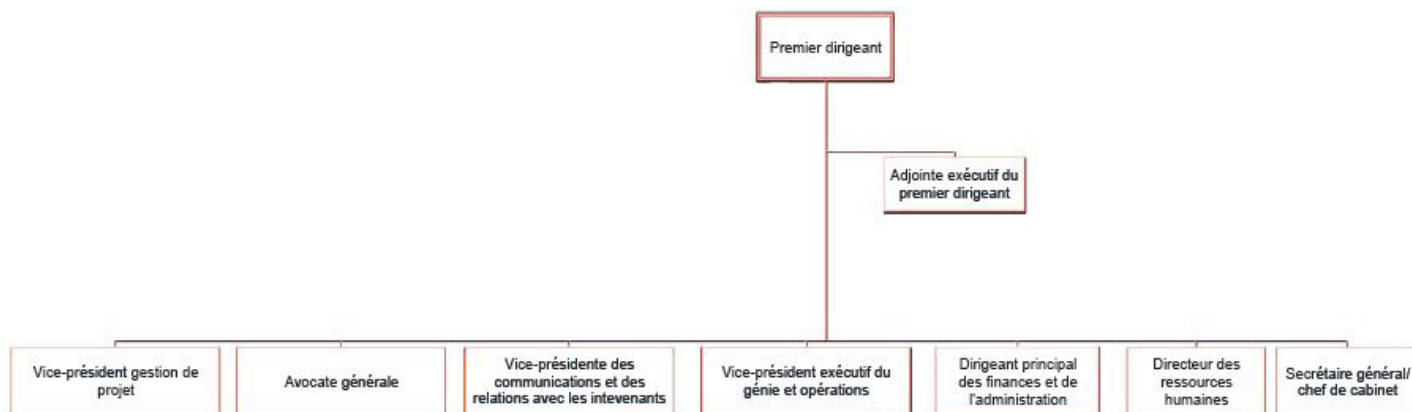 Premier dirigeant
Adjointe exécutif du
premier dirigeant
Vice-président gestion de
projet
Avocate générale
Vice-présidente des
communications et des
relations avec les intevenants
Vice-président exécutif du
génie et opérations
Dirigeant principal
des finances et de
l'administration
Directeur des
ressources
humaines
Secrétaire général/
chef de cabinet